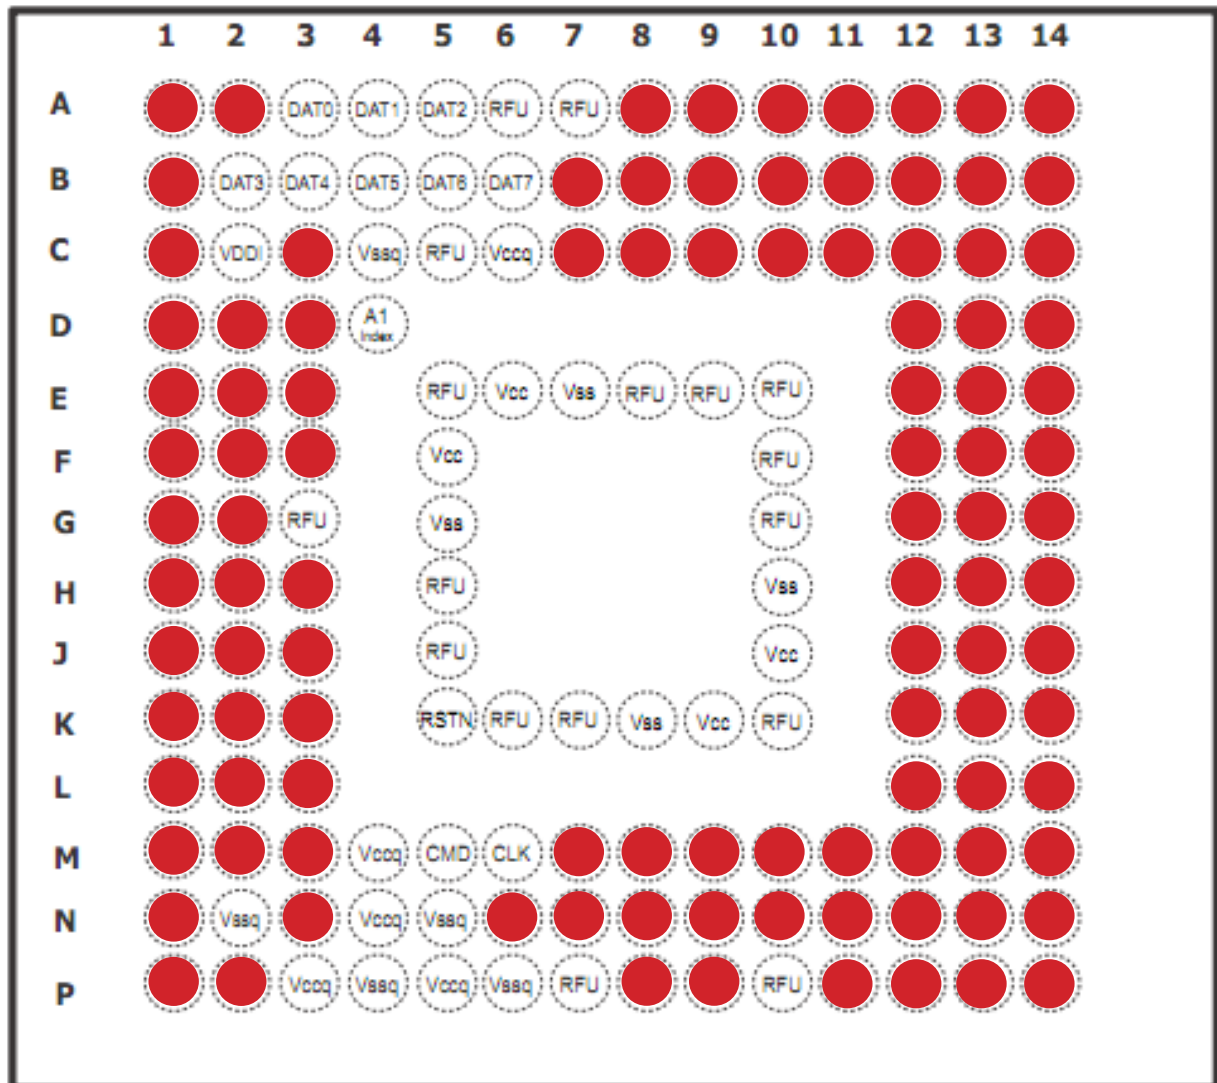 1 2 3 4 5 6 7 8 9 10 11 12 13 14
A DAT0 DAT1 DAT2 RFU RFU
B DAT3 DAT4 DAT5 DAT6 DAT7
C VDDI Vssq RFU Vccq
D A1
Index
E RFU Vcc Vss RFU RFU RFU
F Vcc RFU
G RFU Vss RFU
H RFU Vss
J RFU Vcc
K RSTN RFU RFU Vss Vcc RFU
L
M Vccq CMD CLK
N Vssq Vccq Vssq
P Vccq Vssq Vccq Vssq RFU RFU